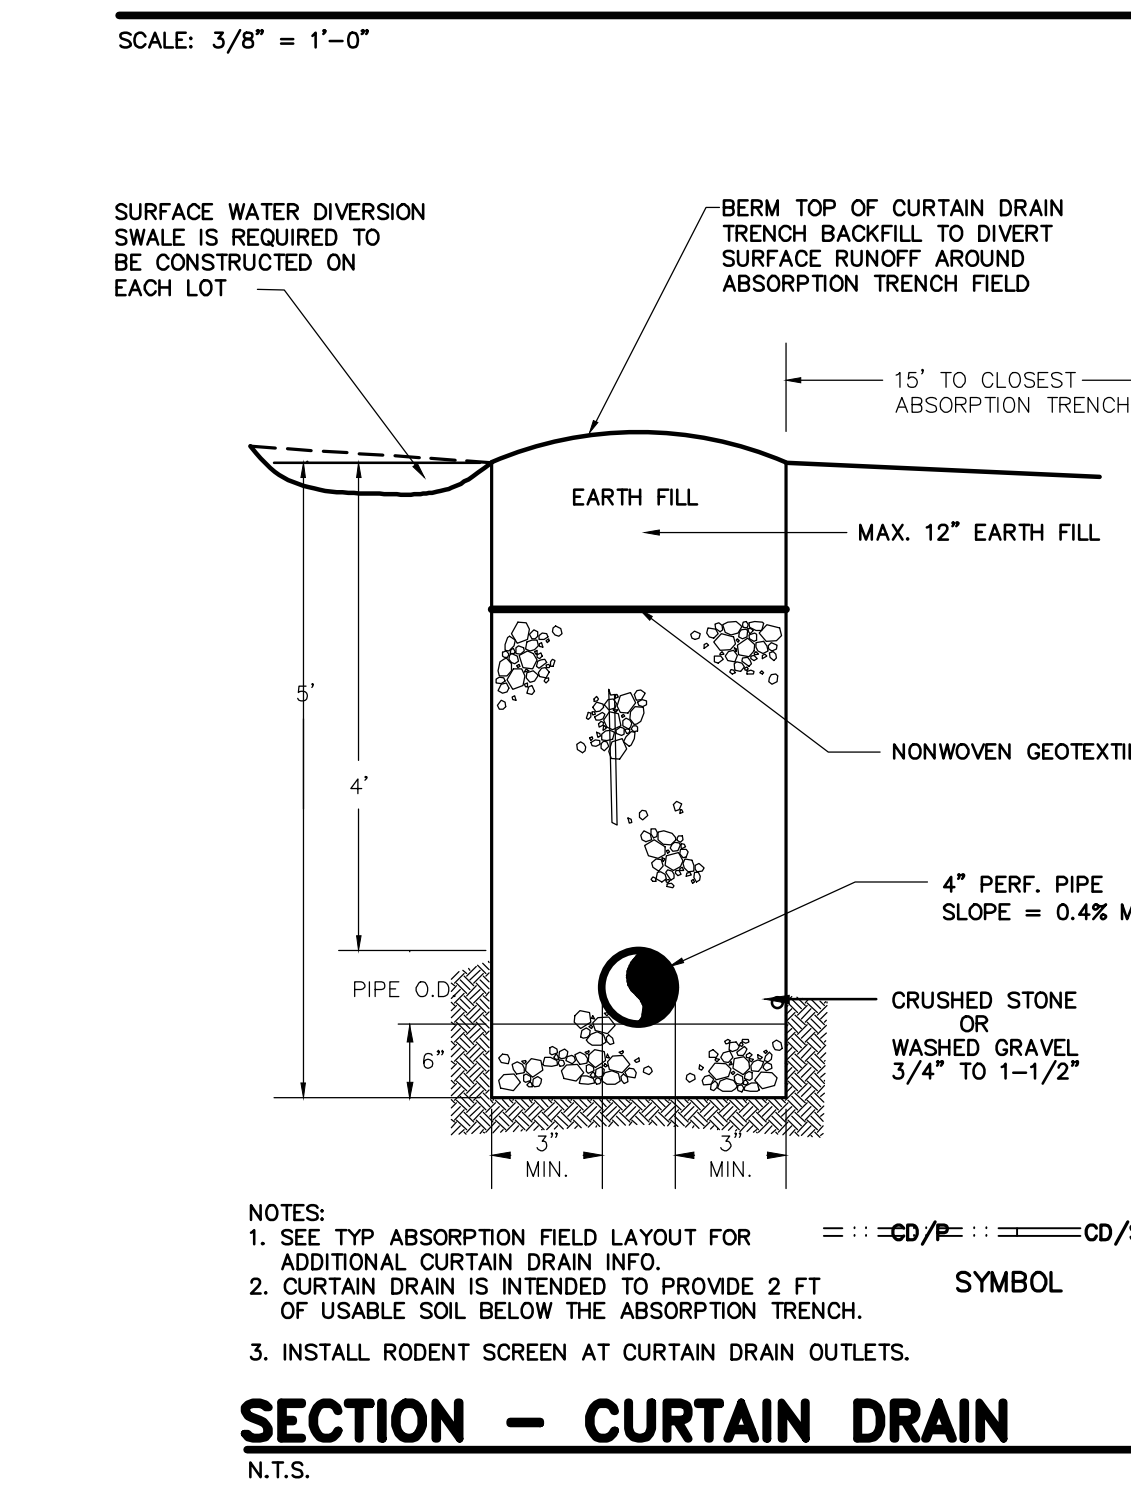 SCALE: 3/8" = 1'-0"
SURFACE WATER DIVERSION
SWALE IS REQUIRED TO
BE CONSTRUCTED ON
EACH LOT
BERM TOP OF CURTAIN DRAIN
TRENCH BACKFILL TO DIVERT
SURFACE RUNOFF AROUND
ABSORPTION TRENCH FIELD
15' TO CLOSEST
ABSORPTION TRENCH
EARTH FILL
MAX. 12" EARTH FILL
5'
4'
NONWOVEN
4" PERF. PIPE
SLOPE = 0.4%
PIPE O.D
CRUSHED STONE
OR
WASHED GRAVEL
3/4" TO 1-1/2"
6"
3"
MIN.
3"
MIN.
NOTES:
1. SEE TYP ABSORPTION FIELD LAYOUT FOR
ADDITIONAL CURTAIN DRAIN INFO.
2. CURTAIN DRAIN IS INTENDED TO PROVIDE 2 FT
OF USABLE SOIL BELOW THE ABSORPTION TRENCH.
3. INSTALL RODENT SCREEN AT CURTAIN DRAIN OUTLETS.
CD/P
SYMBOL
SECTION - CURTAIN DRAIN
N.T.S.